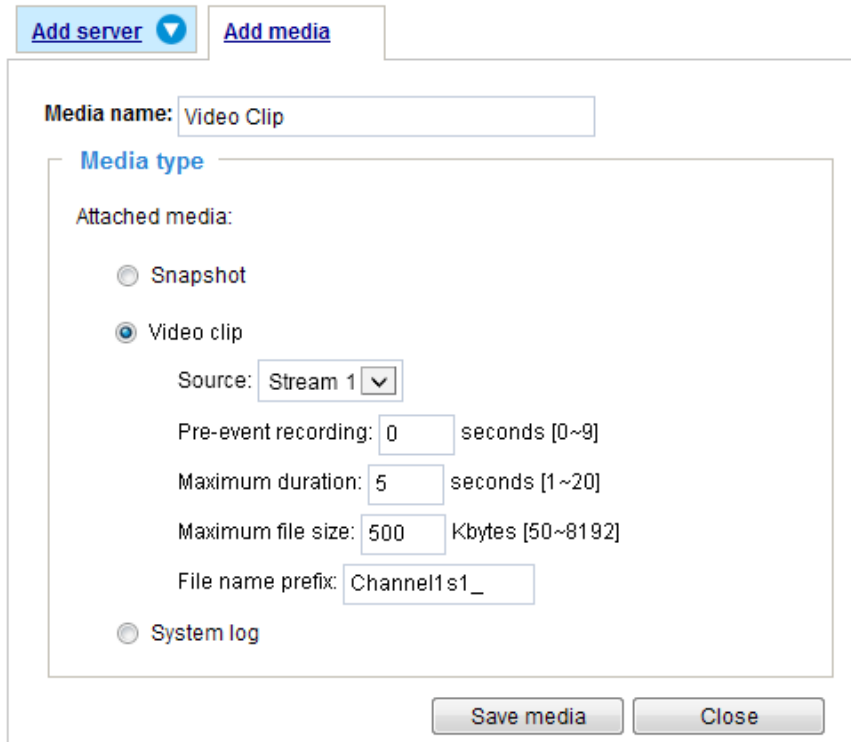 Add server Add media
Media name: Video Clip
Media type
Attached media:
Snapshot
Video clip
Source: Stream 1
Pre-event recording: 0 seconds [0~9]
Maximum duration: 5 seconds [1~20]
Maximum file size: 500 Kbytes [50~8192]
File name prefix: Channel1s1_
System log
Save media Close